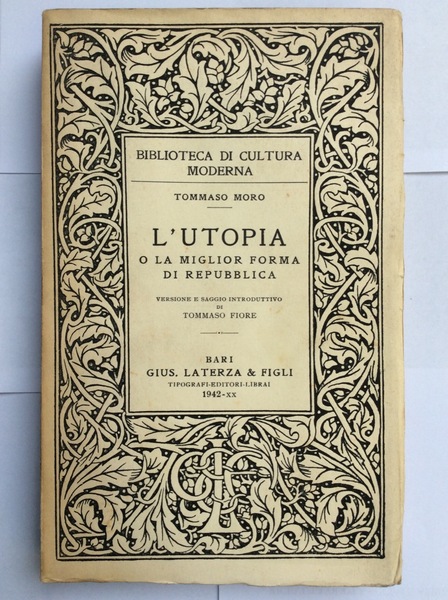 BIBLIOTECA DI CULTURA
MODERNA
TOMMASO MORO
L'UTOPIA
O LA MIGLIOR FORMA
DI REPUBBLICA
VERSIONE E SAGGIO INTRODUTTIVO
DI
TOMMASO FIORE
BARI
GIUS. LATERZA & FIGLI
TIPOGRAFI-EDITORI-LIBRAI
1942-XX